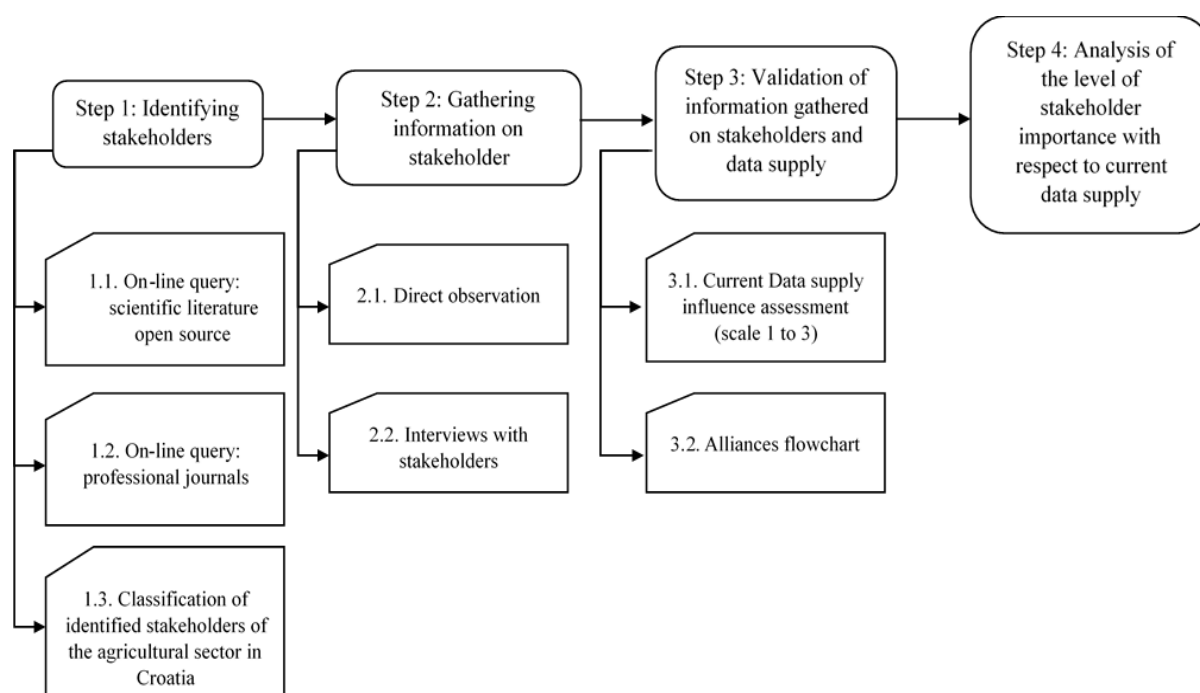 Step 1: Identifying
stakeholders
Step 2: Gathering
information on
stakeholder
Step 3: Validation of
information gathered
on stakeholders and
data supply
Step 4: Analysis of
the level of
stakeholder
importance with
respect to current
data supply
1.1. On-line query:
scientific literature
open source
1.2. On-line query:
professional journals
1.3. Classification of
identified stakeholders of
the agricultural sector in
Croatia
2.1. Direct observation
2.2. Interviews with
stakeholders
3.1. Current Data supply
influence assessment
(scale 1 to 3)
3.2. Alliances flowchart